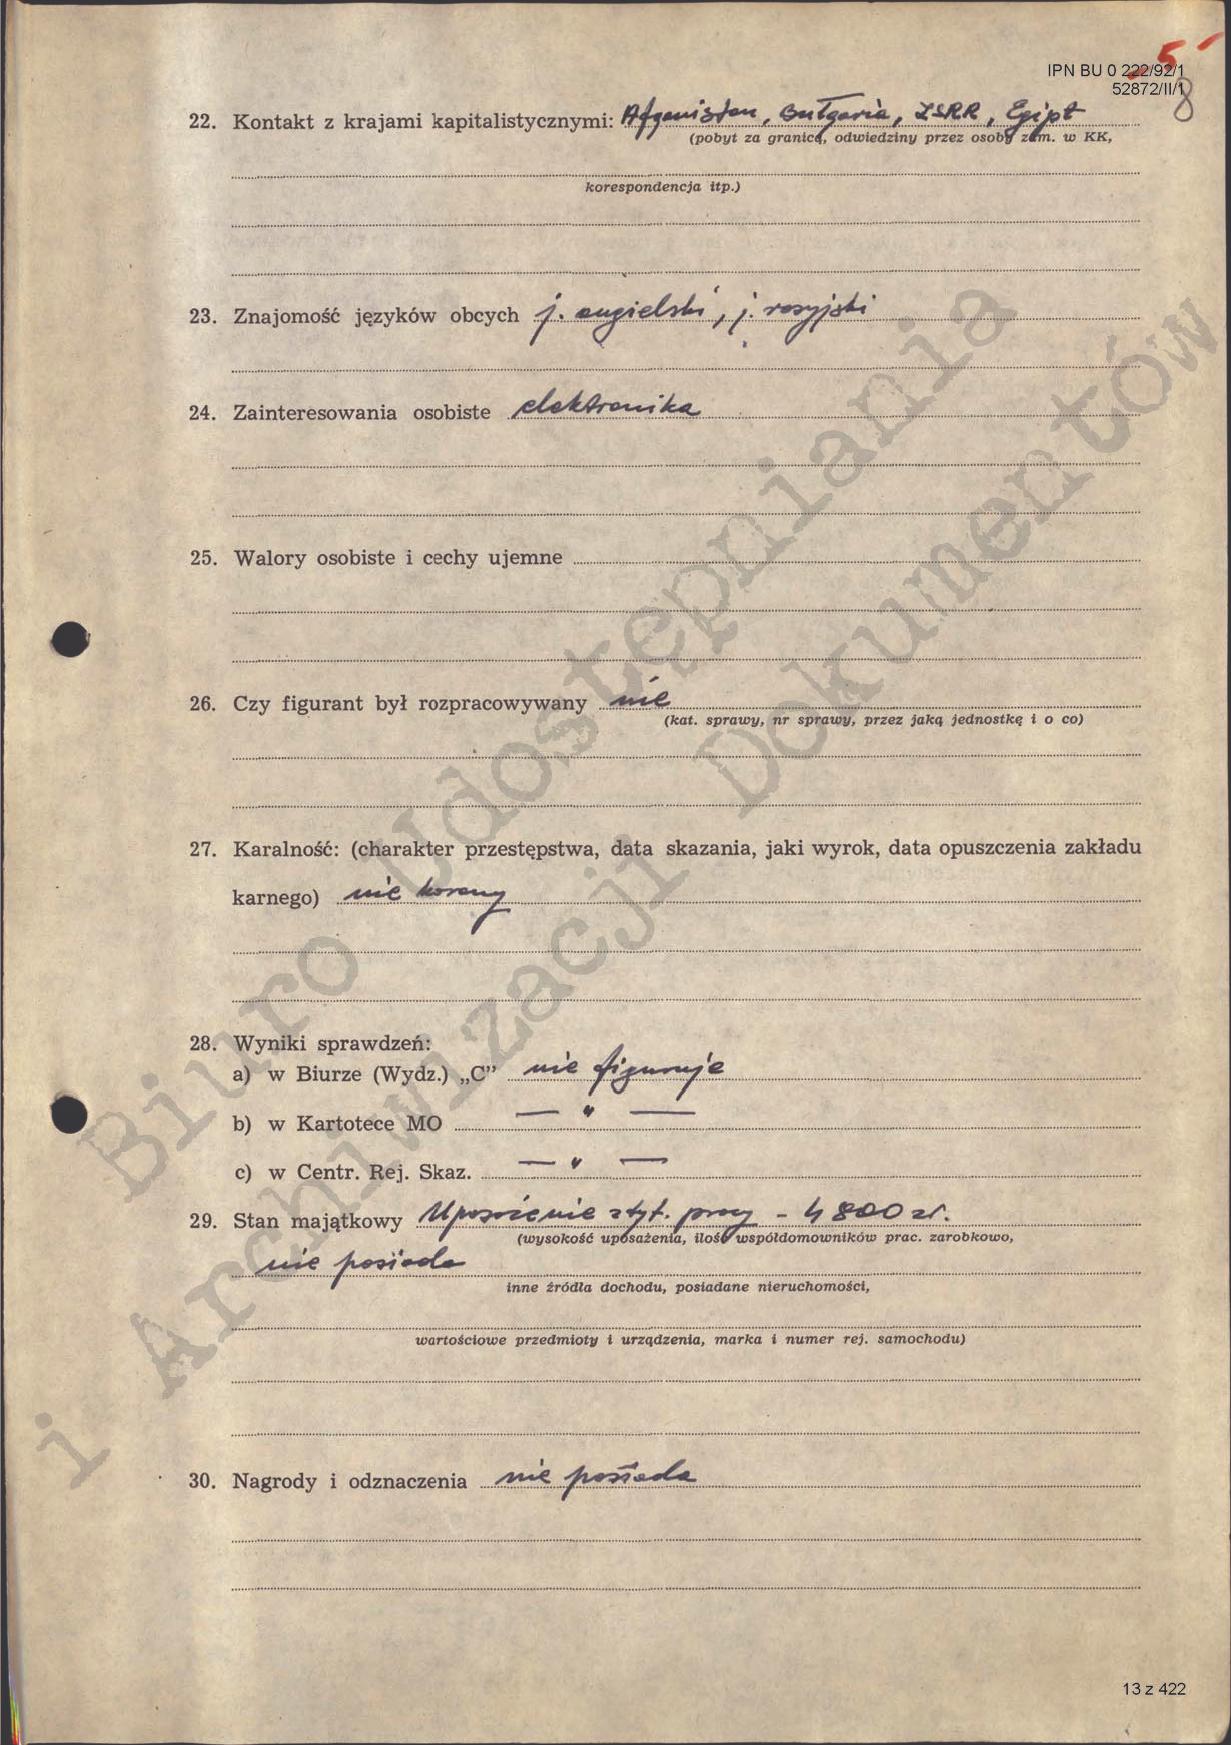 5
IPN BU 0 222/92/1
52872/II/1
8
22. Kontakt z krajami kapitalistycznymi: Afganistan, Bułgaria, ZSRR, Egipt
(pobyt za granicą, odwiedziny przez osoby zam. w KK,
korespondencja itp.)
23. Znajomość języków obcych j. angielski, j. rosyjski
24. Zainteresowania osobiste elektronika
25. Walory osobiste i cechy ujemne
26. Czy figurant był rozpracowywany nie
(kat. sprawy, nr sprawy, przez jaką jednostkę i o co)
27. Karalność: (charakter przestępstwa, data skazania, jaki wyrok, data opuszczenia zakładu
karnego) nie karany
28. Wyniki sprawdzeń:
a) w Biurze (Wydz.) „C” nie figuruje
b) w Kartotece MO — " —
c) w Centr. Rej. Skaz. — " —
29. Stan majątkowy Uposażenie z tyt. pracy - 4 800 zł.
(wysokość uposażenia, ilość współdomowników prac. zarobkowo,
nie posiada
inne źródła dochodu, posiadane nieruchomości,
wartościowe przedmioty i urządzenia, marka i numer rej. samochodu)
30. Nagrody i odznaczenia nie posiada
Biuro Udostępniania
i Archiwizacji Dokumentów
13 z 422